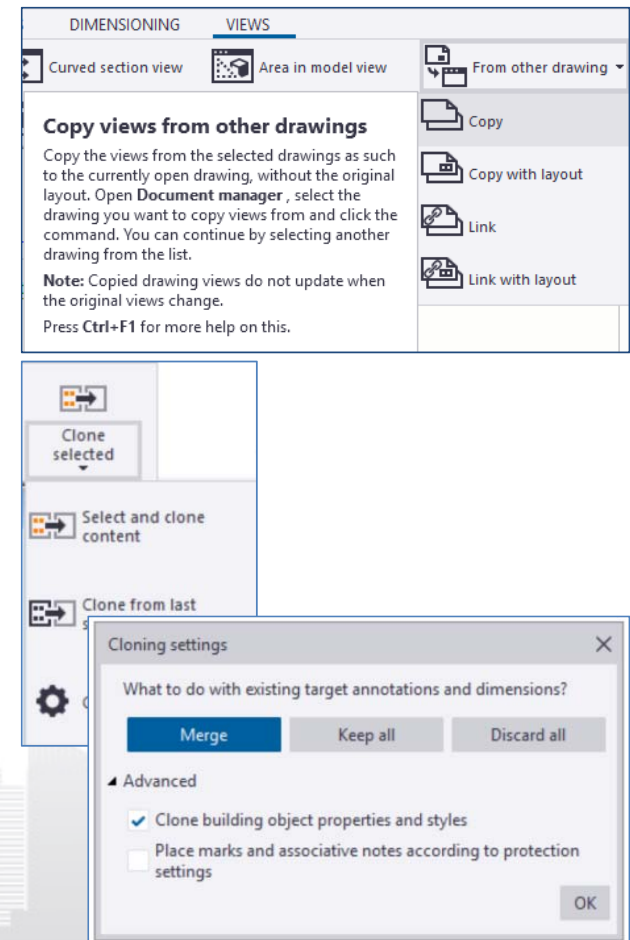 DIMENSIONING VIEWS
Curved section view Area in model view From other drawing
Copy views from other drawings
Copy the views from the selected drawings as such
to the currently open drawing, without the original
layout. Open Document manager , select the
drawing you want to copy views from and click the
command. You can continue by selecting another
drawing from the list.
Note: Copied drawing views do not update when
the original views change.
Press Ctrl+F1 for more help on this.
Copy
Copy with layout
Link
Link with layout
Clone
selected
Select and clone
content
Clone from last
Cloning settings
What to do with existing target annotations and dimensions?
Merge Keep all Discard all
Advanced
Clone building object properties and styles
Place marks and associative notes according to protection
settings
OK